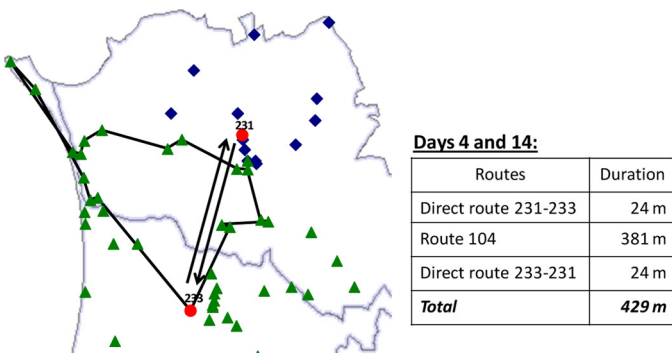 231
233
Days 4 and 14:
Routes Duration
Direct route 231-233 24 m
Route 104 381 m
Direct route 233-231 24 m
Total 429 m